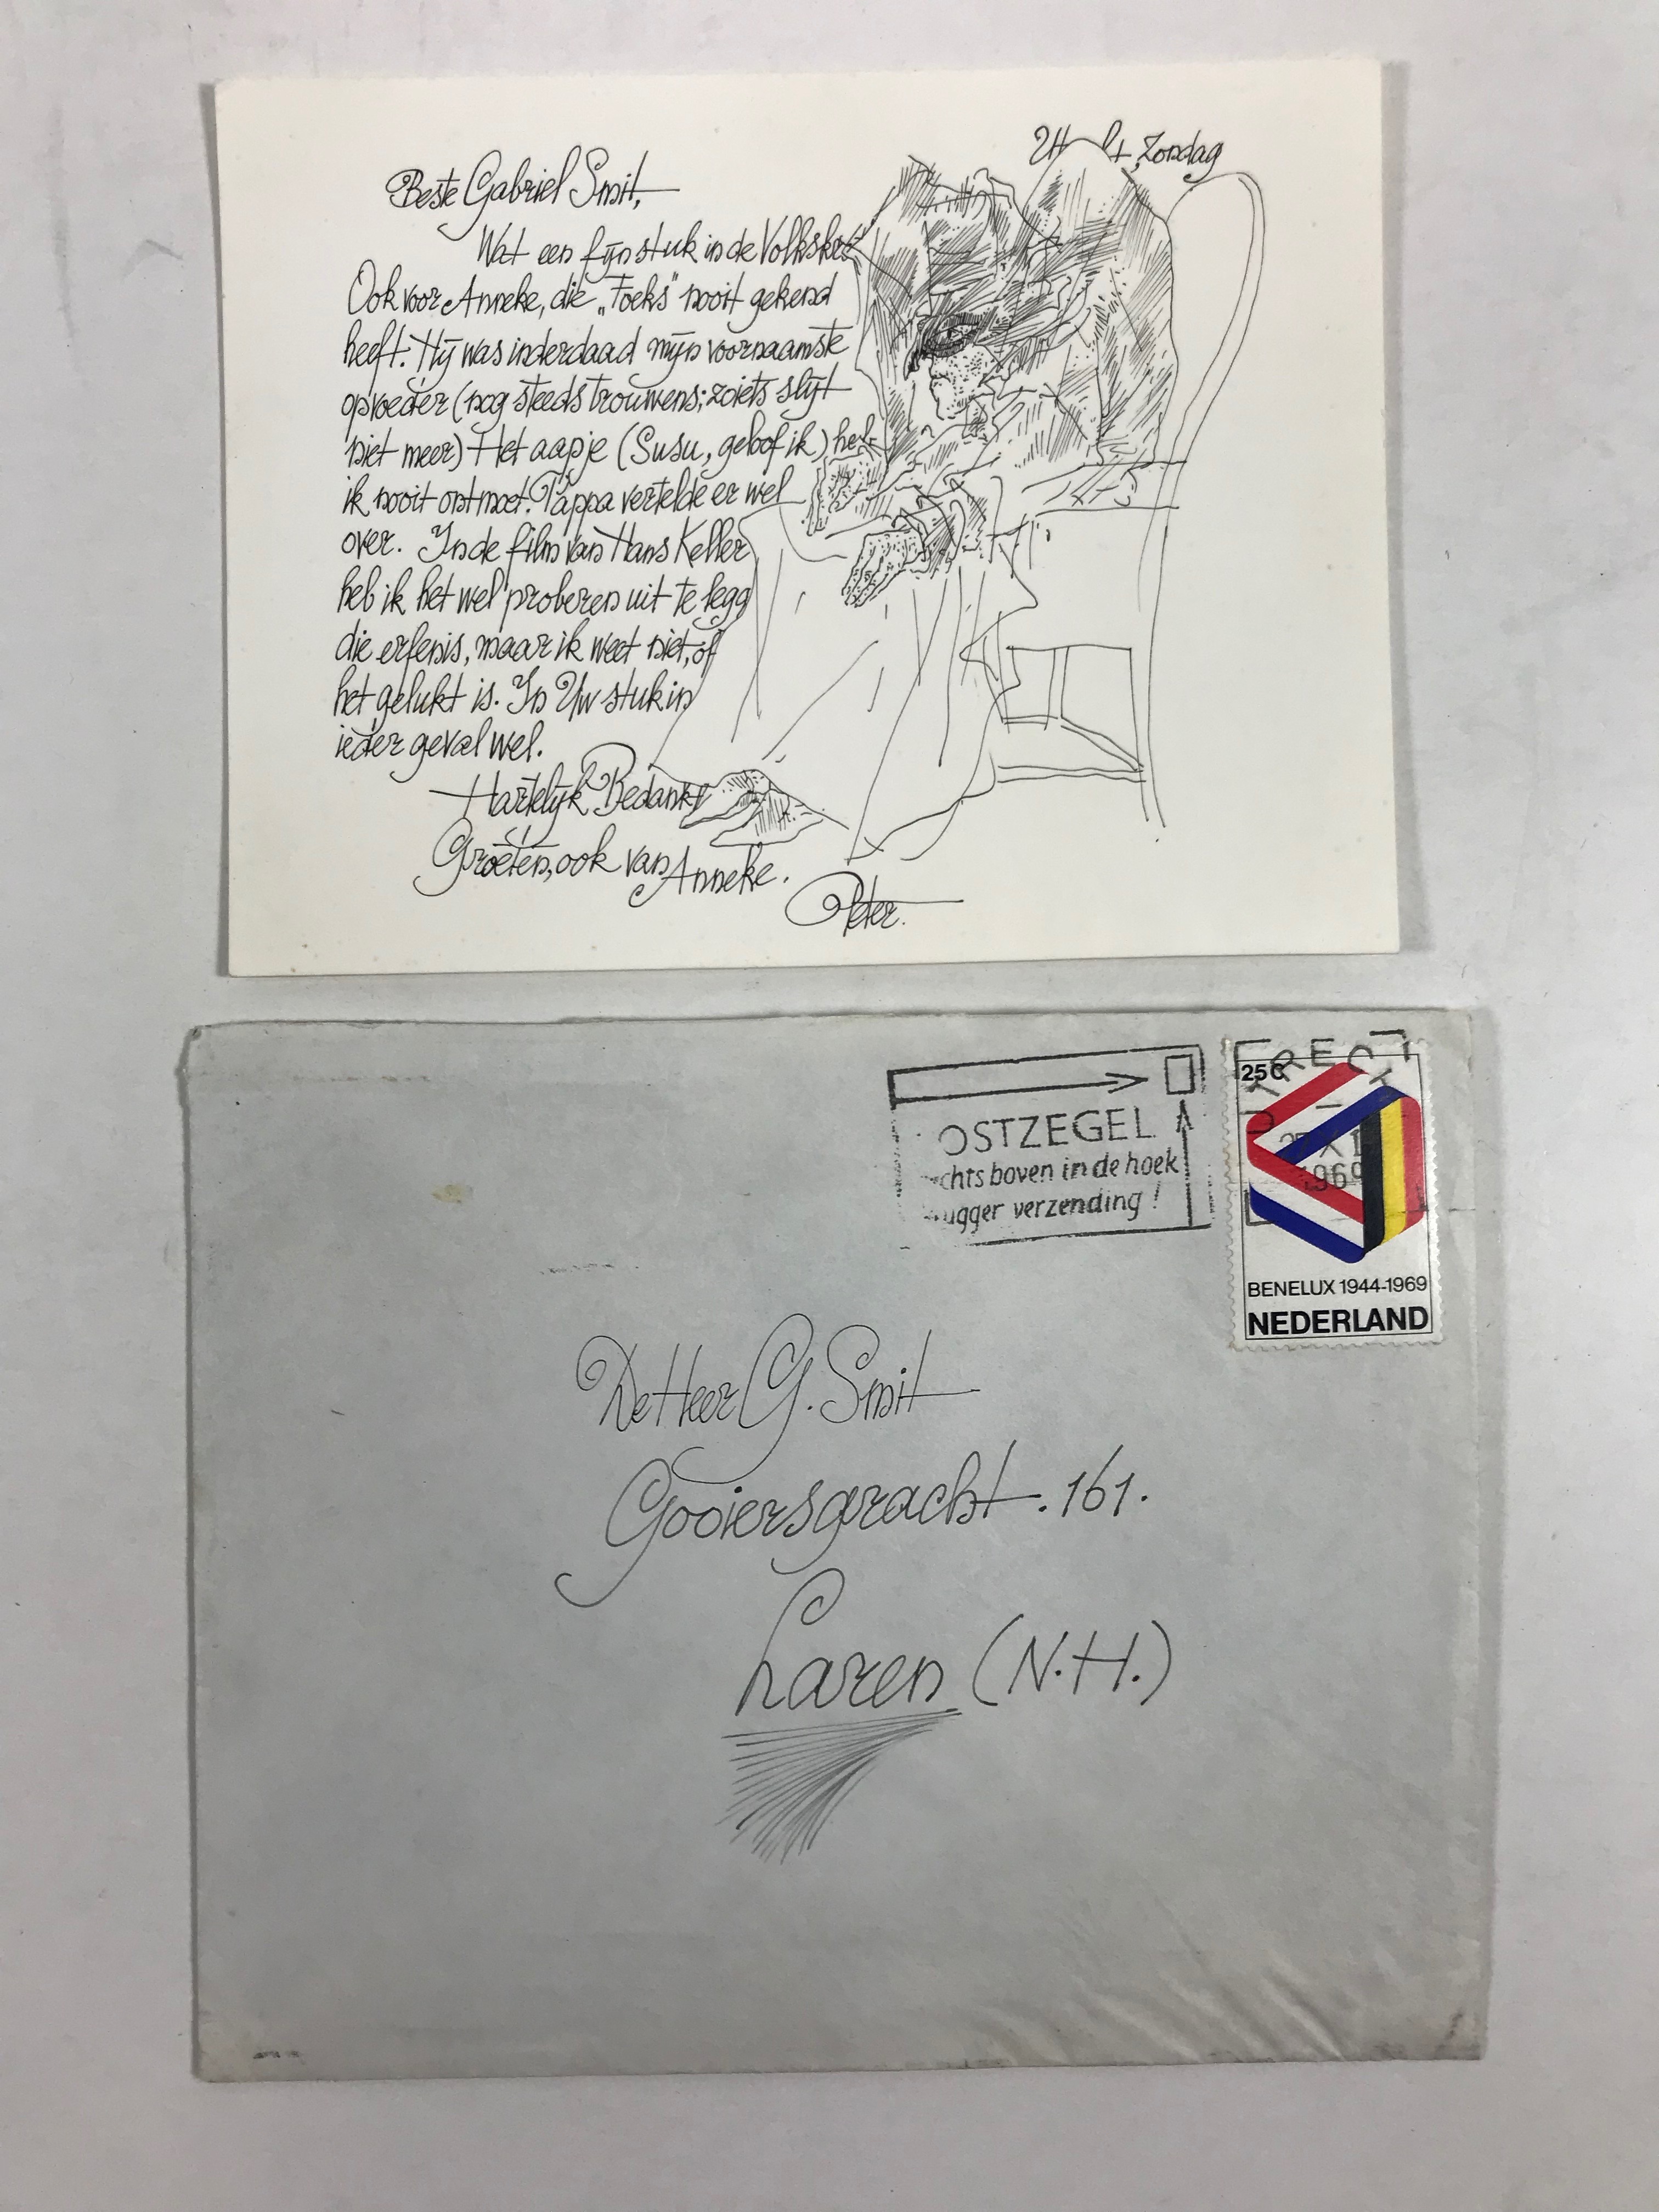 Zondag
Beste Gabriel Smit,
Wat een fijn stuk in de Volkskr
Ook voor Anneke, die „Foeks" nooit gekend
heeft. Hij was inderdaad mijn voornaamste
opvoeder (nog steeds trouwens; zoiets slijt
niet meer) Het aapje (Susu, geloof ik) heb
ik nooit ontmoet. Pappa vertelde er wel
over. In de film van Hans Keller
heb ik het wel proberen uit te legg
die erfenis, maar ik weet niet, of
het gelukt is. In Uw stuk in
ieder geval wel.
Hartelijk Bedankt
Groeten, ook van Anneke.
Peter.
OSTZEGEL
chts boven in de hoek
ugger verzending!
TRECHT
XI
1969
25c
BENELUX 1944-1969
NEDERLAND
De Heer G. Smit
Gooiersgracht. 161.
Laren (N.H.)